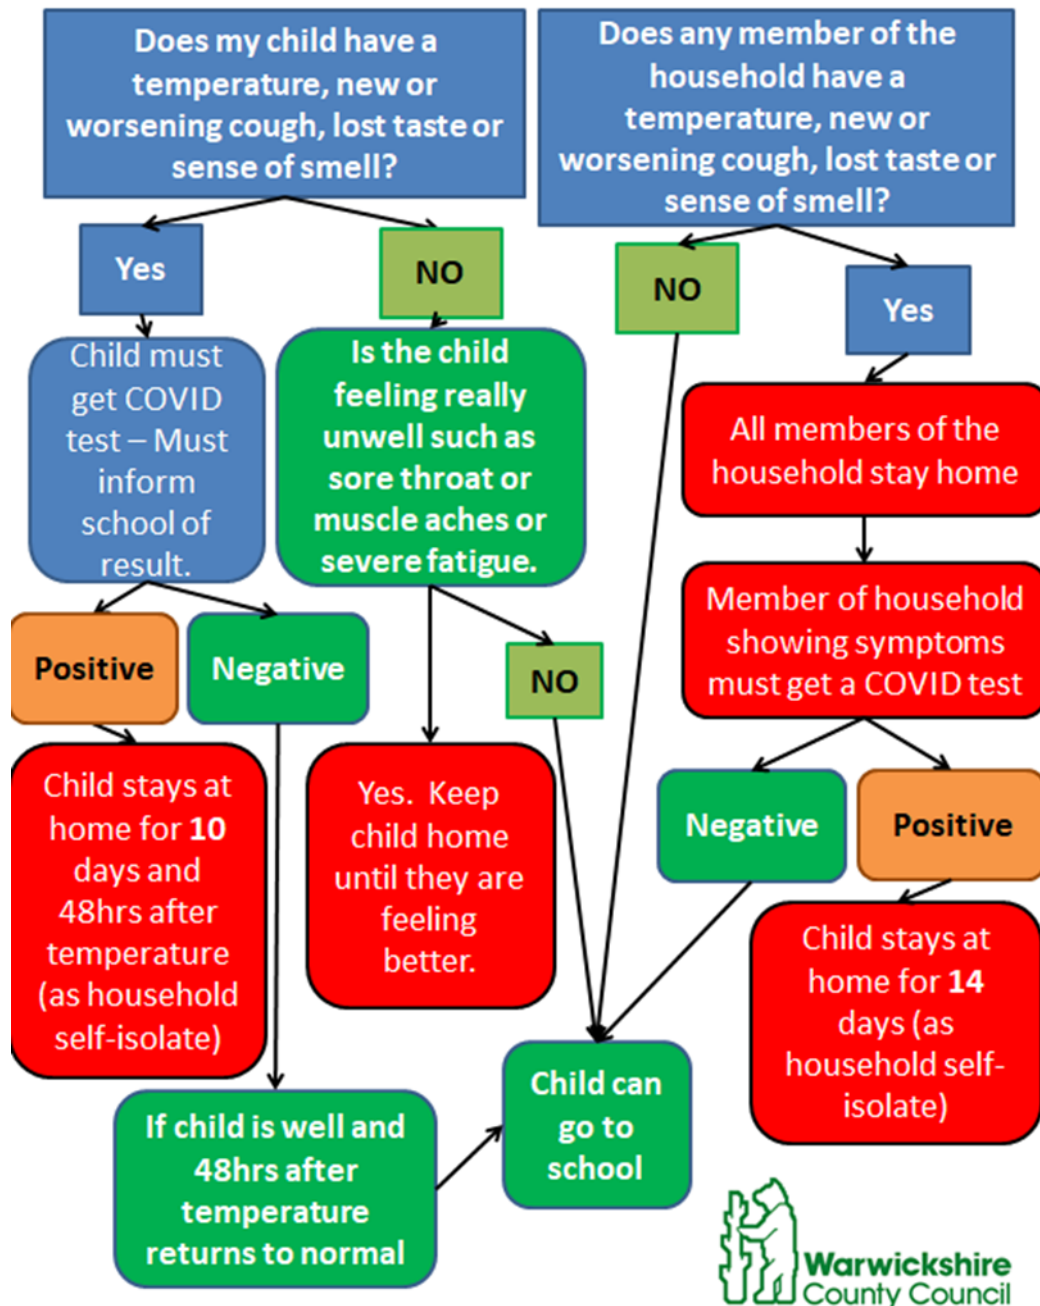 Does my child have a
temperature, new or
worsening cough, lost taste or
sense of smell?
Yes
NO
Child must
get COVID
test – Must
inform
school of
result.
Is the child
feeling really
unwell such as
sore throat or
muscle aches or
severe fatigue.
Positive
Negative
NO
Child stays at
home for 10
days and
48hrs after
temperature
(as household
self-isolate)
Yes. Keep
child home
until they are
feeling
better.
If child is well and
48hrs after
temperature
returns to normal
Does any member of the
household have a
temperature, new or
worsening cough, lost taste or
sense of smell?
NO
Yes
All members of the
household stay home
Member of household
showing symptoms
must get a COVID test
Negative
Positive
Child stays at
home for 14
days (as
household self-
isolate)
Child can
go to
school
Warwickshire
County Council